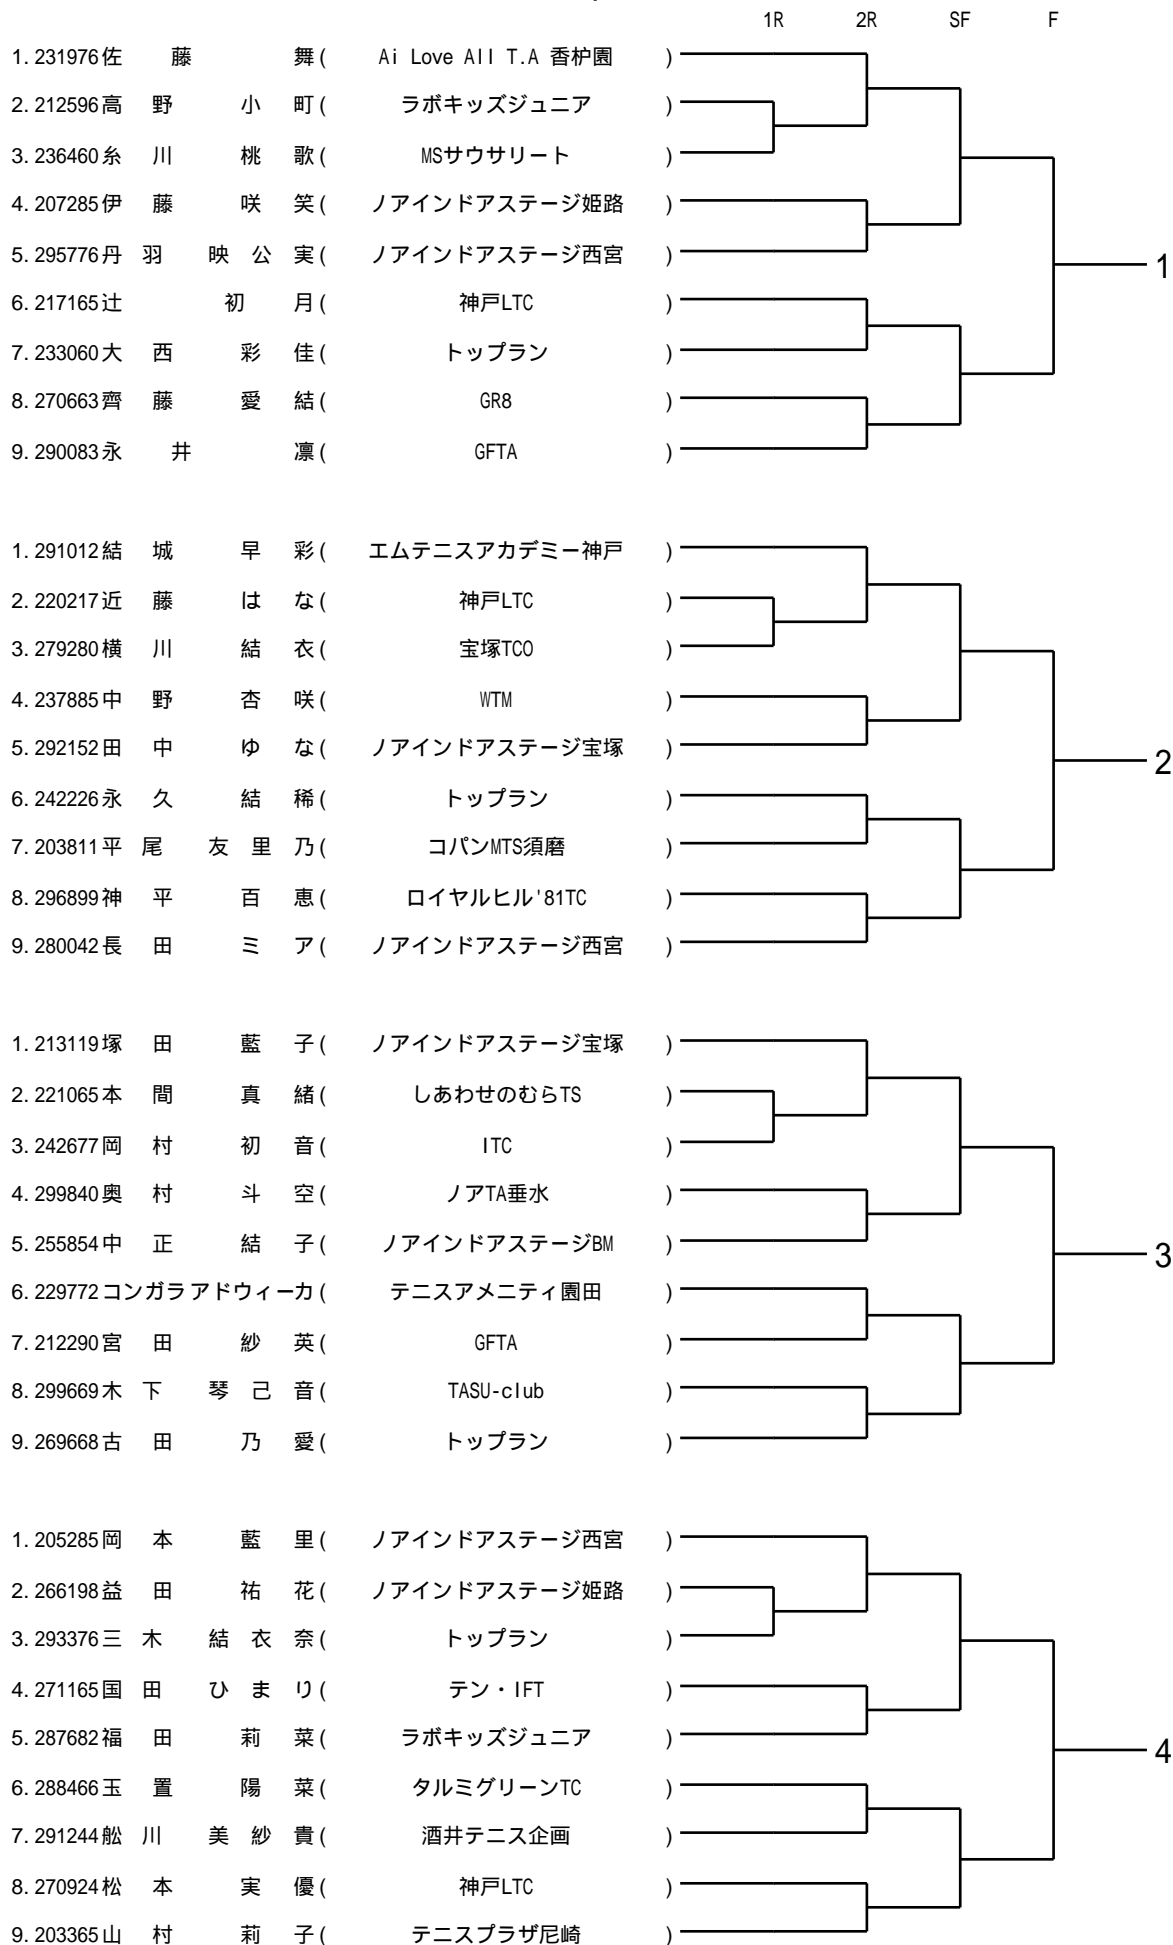 1R 2R SF F
1. 231976 佐 藤 舞 ( Ai Love All T.A 香枦園 )
2. 212596 高 野 小 町 ( ラボキッズジュニア )
3. 236460 糸 川 桃 歌 ( MSサウサリート )
4. 207285 伊 藤 咲 笑 ( ノアインドアステージ姫路 )
5. 295776 丹 羽 映 公 実 ( ノアインドアステージ西宮 )
1
6. 217165 辻 初 月 ( 神戸LTC )
7. 233060 大 西 彩 佳 ( トップラン )
8. 270663 齊 藤 愛 結 ( GR8 )
9. 290083 永 井 凛 ( GFTA )
1. 291012 結 城 早 彩 ( エムテニスアカデミー神戸 )
2. 220217 近 藤 は な ( 神戸LTC )
3. 279280 横 川 結 衣 ( 宝塚TCO )
4. 237885 中 野 杏 咲 ( WTM )
5. 292152 田 中 ゆ な ( ノアインドアステージ宝塚 )
2
6. 242226 永 久 結 稀 ( トップラン )
7. 203811 平 尾 友 里 乃 ( コパンMTS須磨 )
8. 296899 神 平 百 恵 ( ロイヤルヒル'81TC )
9. 280042 長 田 ミ ア ( ノアインドアステージ西宮 )
1. 213119 塚 田 藍 子 ( ノアインドアステージ宝塚 )
2. 221065 本 間 真 緒 ( しあわせのむらTS )
3. 242677 岡 村 初 音 ( ITC )
4. 299840 奥 村 斗 空 ( ノアTA垂水 )
5. 255854 中 正 結 子 ( ノアインドアステージBM )
3
6. 229772 コンガラ アドウィーカ ( テニスアメニティ園田 )
7. 212290 宮 田 紗 英 ( GFTA )
8. 299669 木 下 琴 己 音 ( TASU-club )
9. 269668 古 田 乃 愛 ( トップラン )
1. 205285 岡 本 藍 里 ( ノアインドアステージ西宮 )
2. 266198 益 田 祐 花 ( ノアインドアステージ姫路 )
3. 293376 三 木 結 衣 奈 ( トップラン )
4. 271165 国 田 ひ ま り ( テン・IFT )
5. 287682 福 田 莉 菜 ( ラボキッズジュニア )
4
6. 288466 玉 置 陽 菜 ( タルミグリーンTC )
7. 291244 舩 川 美 紗 貴 ( 酒井テニス企画 )
8. 270924 松 本 実 優 ( 神戸LTC )
9. 203365 山 村 莉 子 ( テニスプラザ尼崎 )